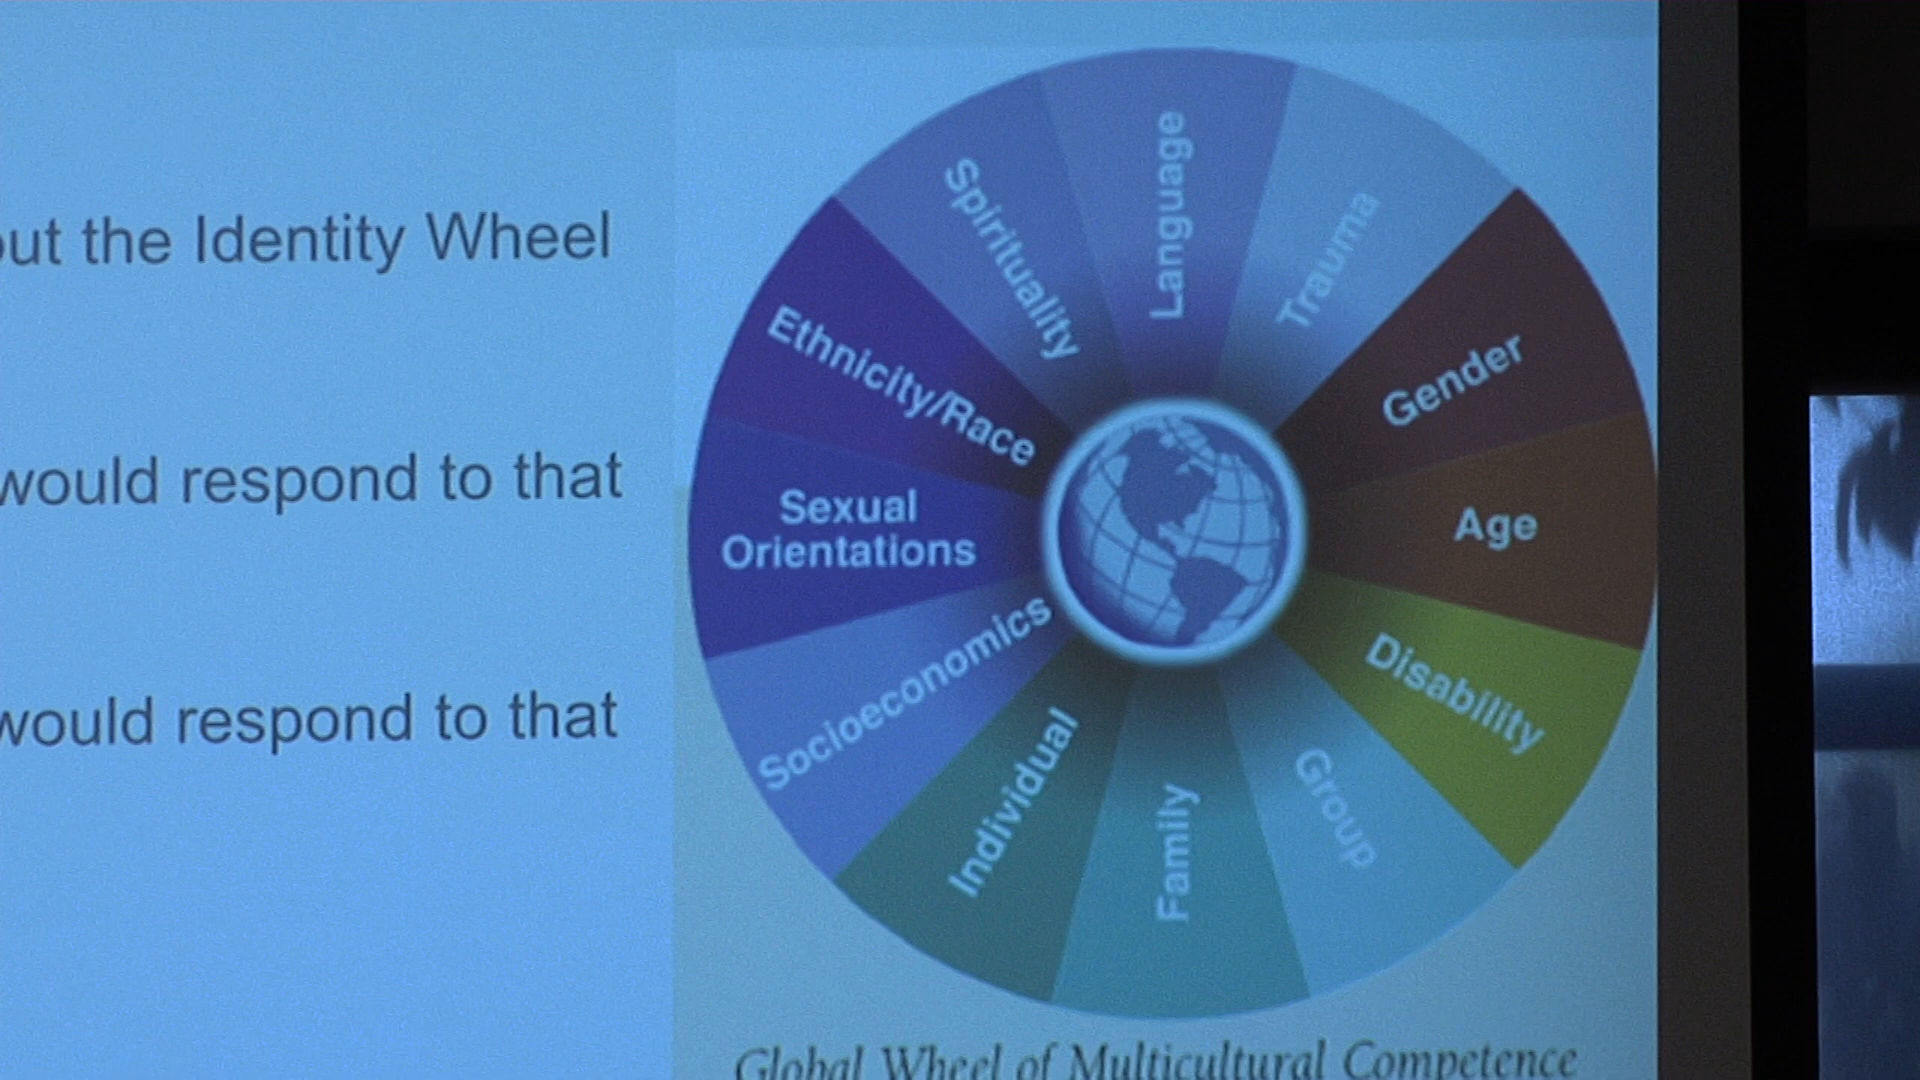 the Identity Wheel
would respond to that
would respond to that
Language
Trauma
Gender
Age
Disability
Group
Family
Individual
Socioeconomics
Sexual
Orientations
Ethnicity/Race
Spirituality
Global Wheel of Multicultural Competence